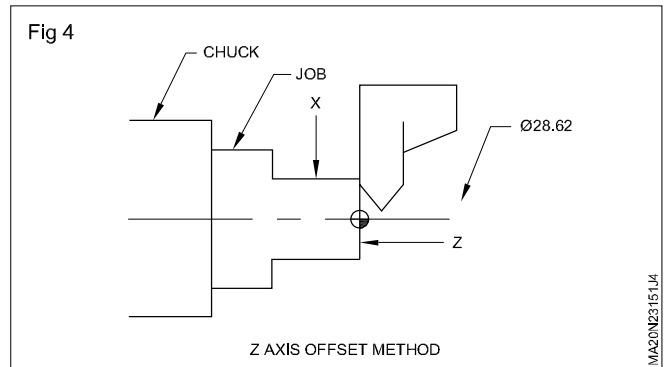 Fig 4
CHUCK
JOB
X
Ø28.62
Z
Z AXIS OFFSET METHOD
MA20N23151J4